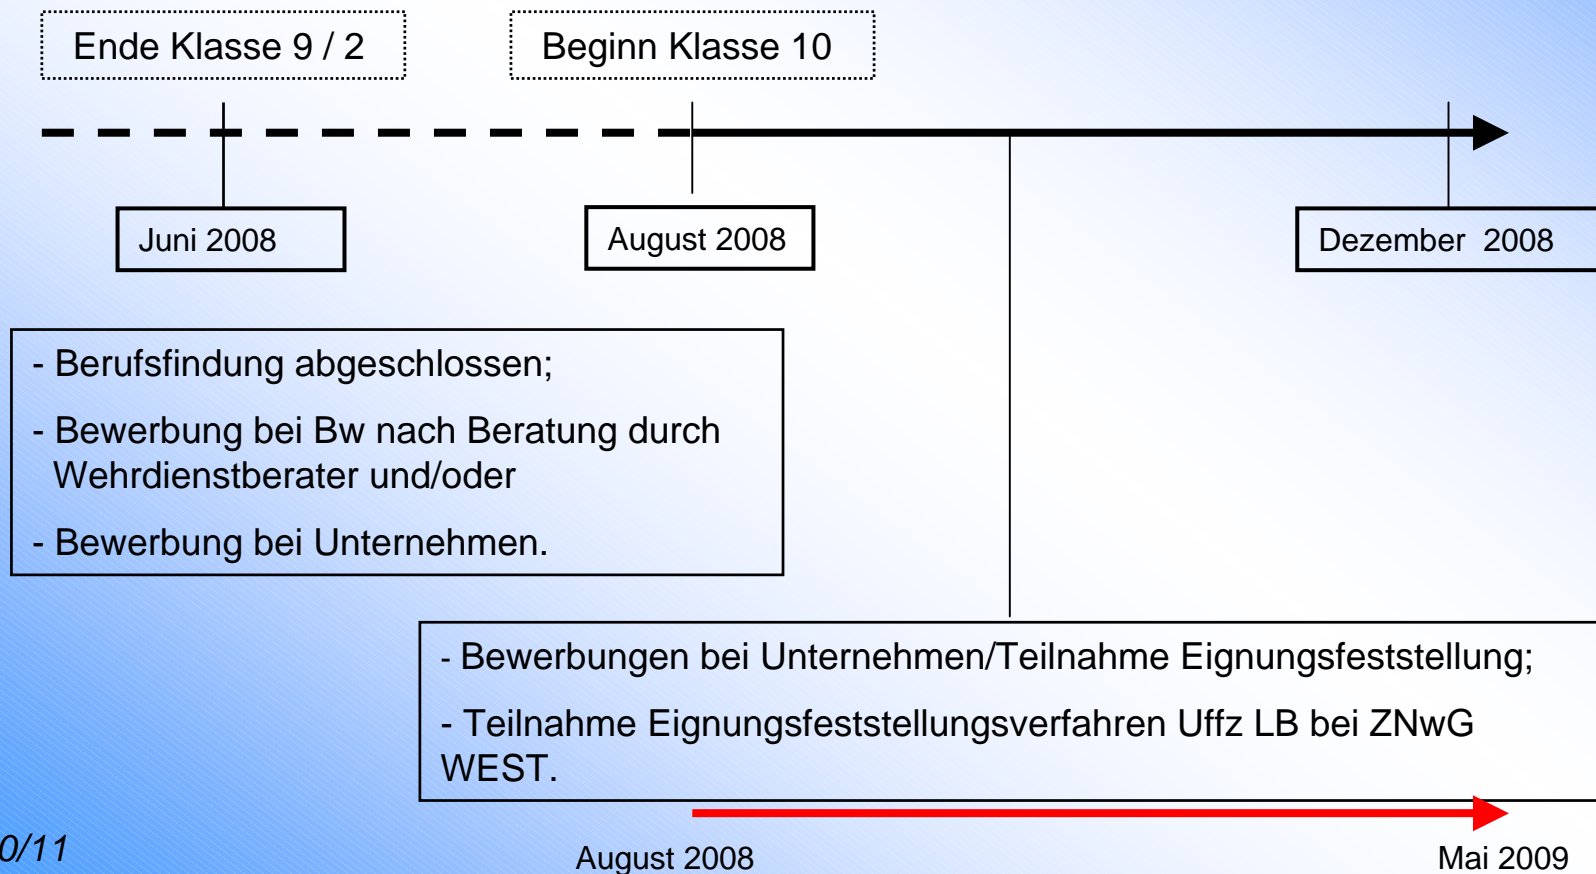 Ende Klasse 9 / 2
Beginn Klasse 10
Juni 2008
August 2008
Dezember 2008
- Berufsfindung abgeschlossen;
- Bewerbung bei Bw nach Beratung durch
Wehrdienstberater und/oder
- Bewerbung bei Unternehmen.
- Bewerbungen bei Unternehmen/Teilnahme Eignungsfeststellung;
- Teilnahme Eignungsfeststellungsverfahren Uffz LB bei ZNwG
WEST.
0/11
August 2008
Mai 2009